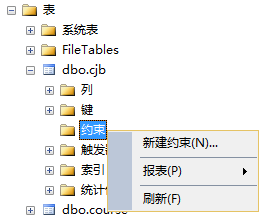 表
系统表
FileTables
dbo.cjb
列
键
约束
新建约束(N)...
触发
报表(P)
索引
刷新(F)
统计
dbo.course